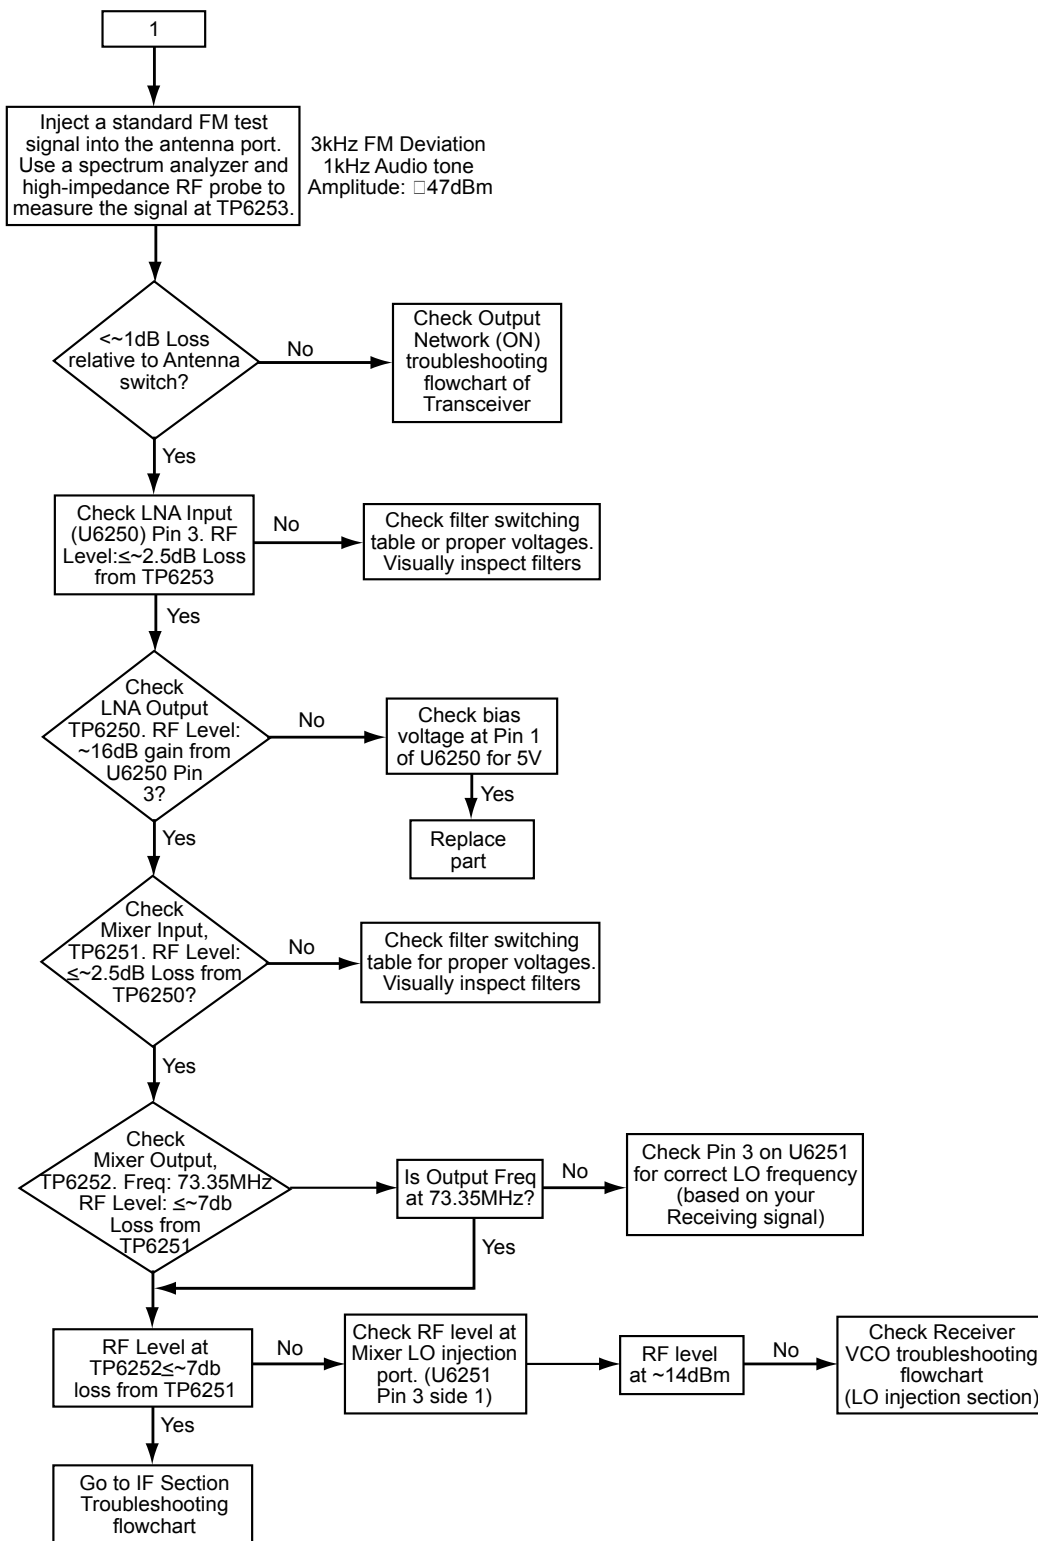 1
Inject a standard FM test
signal into the antenna port.
Use a spectrum analyzer and
high-impedance RF probe to
measure the signal at TP6253.
3kHz FM Deviation
1kHz Audio tone
Amplitude: □47dBm
<~1dB Loss
relative to Antenna
switch?
No
Check Output
Network (ON)
troubleshooting
flowchart of
Transceiver
Yes
Check LNA Input
(U6250) Pin 3. RF
Level:≤~2.5dB Loss
from TP6253
No
Check filter switching
table or proper voltages.
Visually inspect filters
Yes
Check
LNA Output
TP6250. RF Level:
~16dB gain from
U6250 Pin
3?
No
Check bias
voltage at Pin 1
of U6250 for 5V
Yes
Replace
part
Yes
Check
Mixer Input,
TP6251. RF Level:
≤~2.5dB Loss from
TP6250?
No
Check filter switching
table for proper voltages.
Visually inspect filters
Yes
Check
Mixer Output,
TP6252. Freq: 73.35MHz
RF Level: ≤~7db
Loss from
TP6251
Is Output Freq
at 73.35MHz?
No
Check Pin 3 on U6251
for correct LO frequency
(based on your
Receiving signal)
Yes
RF Level at
TP6252≤~7db
loss from TP6251
No
Check RF level at
Mixer LO injection
port. (U6251
Pin 3 side 1)
RF level
at ~14dBm
No
Check Receiver
VCO troubleshooting
flowchart
(LO injection section)
Yes
Go to IF Section
Troubleshooting
flowchart